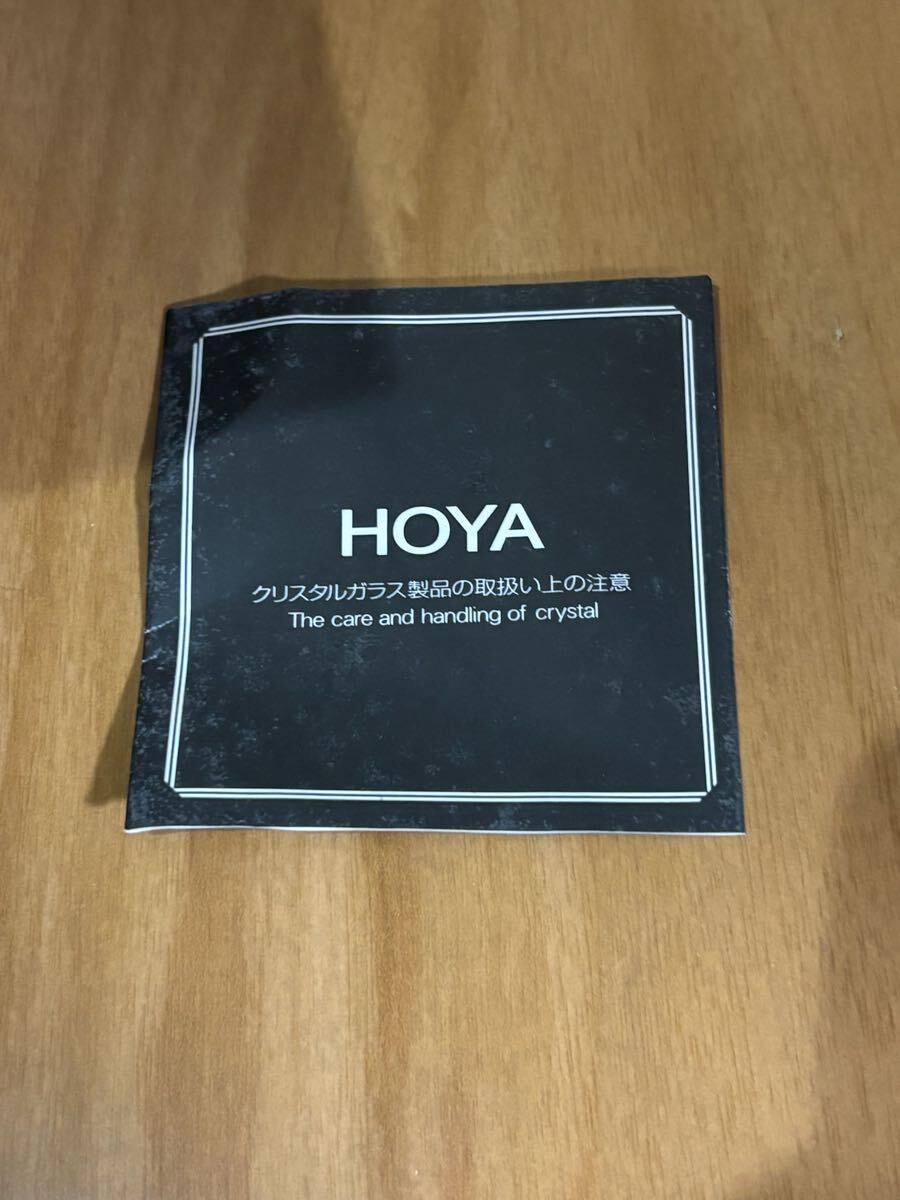 HOYA
クリスタルガラス製品の取扱い上の注意
The care and handling of crystal